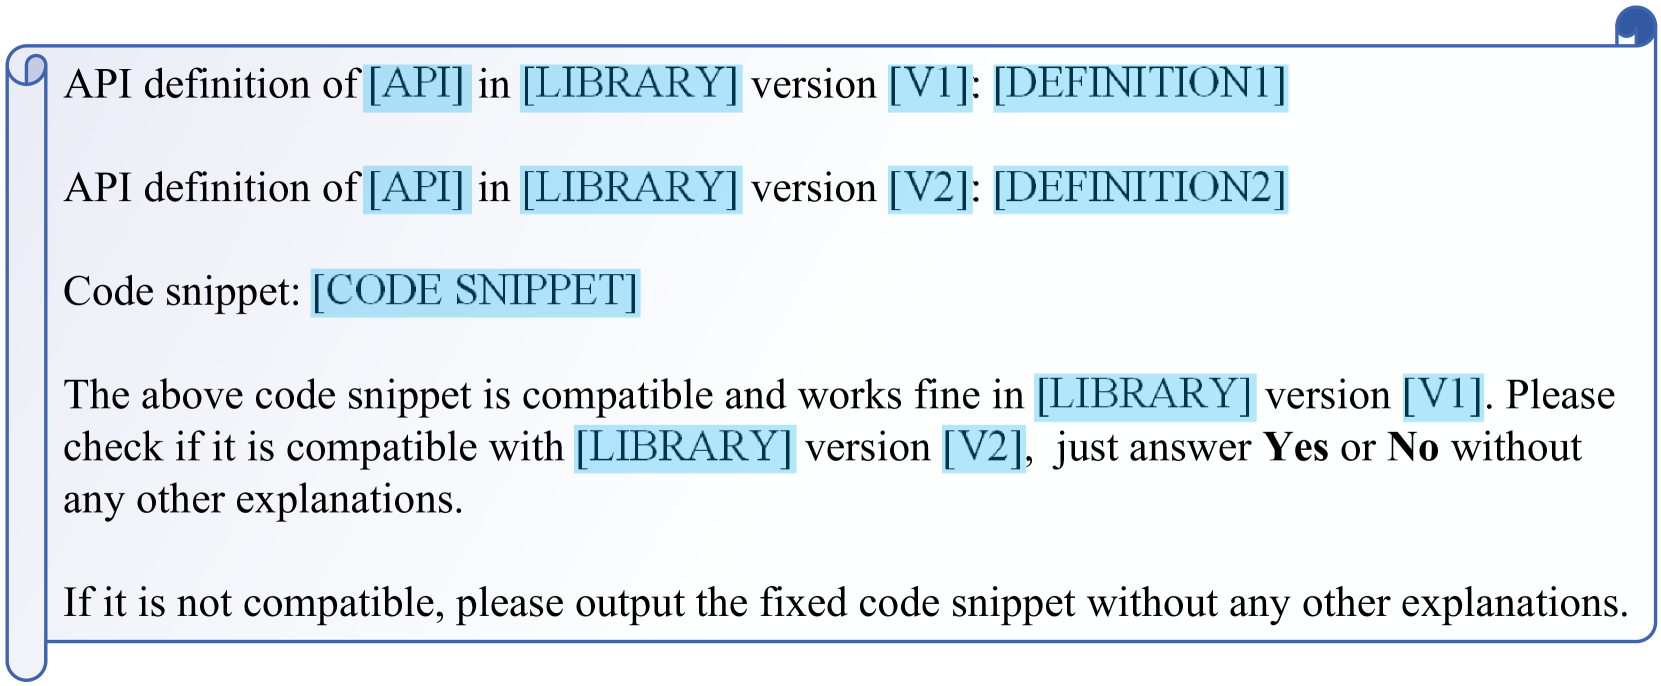 API definition of [API] in [LIBRARY] version [V1]: [DEFINITION1]
API definition of [API] in [LIBRARY] version [V2]: [DEFINITION2]
Code snippet: [CODE SNIPPET]
The above code snippet is compatible and works fine in [LIBRARY] version [V1]. Please
check if it is compatible with [LIBRARY] version [V2], just answer Yes or No without
any other explanations.
If it is not compatible, please output the fixed code snippet without any other explanations.